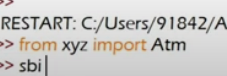 >>
RESTART: C:/Users/91842/A
>> from xyz import Atm
>> sbi